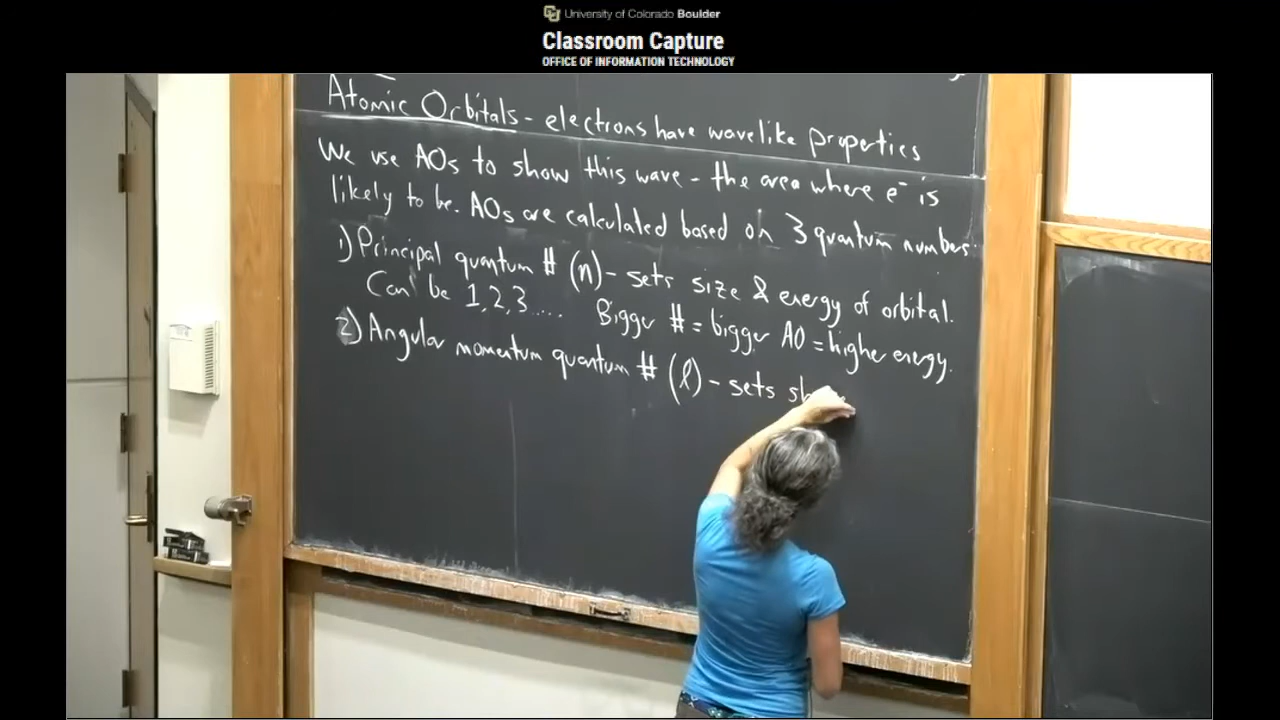 University of Colorado Boulder
Classroom Capture
OFFICE OF INFORMATION TECHNOLOGY
Atomic Orbitals - electrons have wavelike properties
We use AOs to show this wave - the area where e⁻ is
likely to be. AOs are calculated based on 3 quantum numbers:
1) Principal quantum # (n) - sets size & energy of orbital.
Can be 1, 2, 3.... Bigger # = bigger AO = higher energy.
2) Angular momentum quantum # (l) - sets